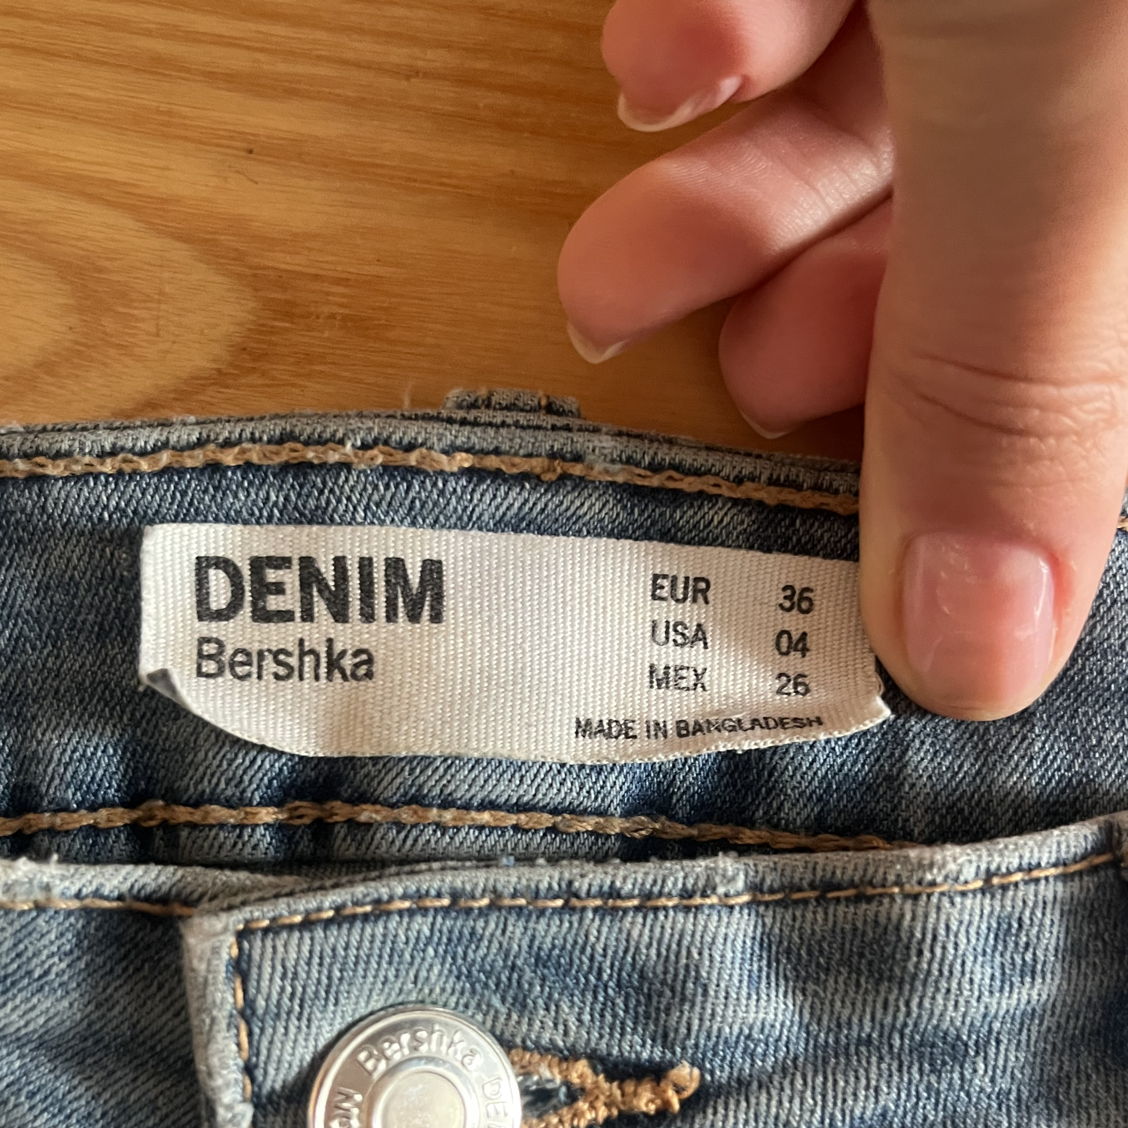 DENIM
Bershka
EUR 36
USA 04
MEX 26
MADE IN BANGLADESH
Bershka